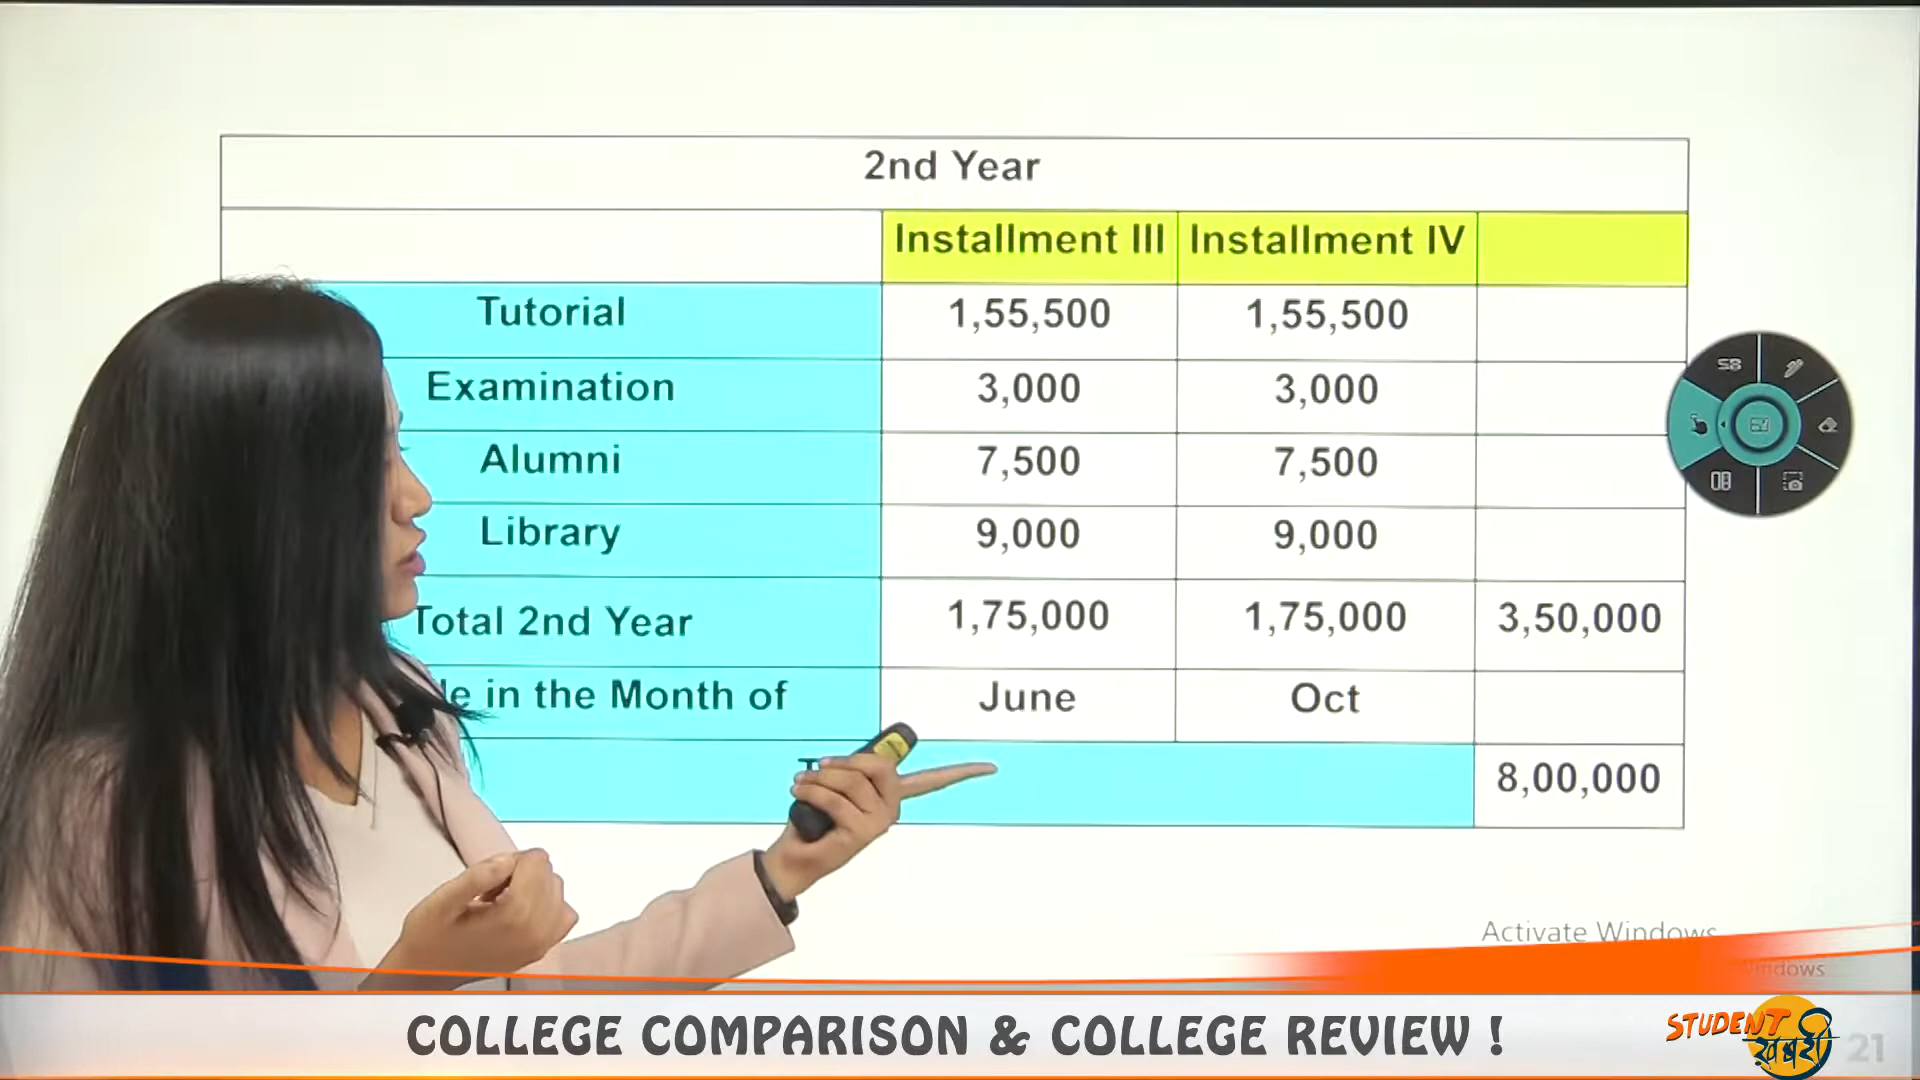 2nd Year
Installment III Installment IV
Tutorial 1,55,500 1,55,500
Examination 3,000 3,000
Alumni 7,500 7,500
Library 9,000 9,000
Total 2nd Year 1,75,000 1,75,000 3,50,000
in the Month of June Oct
8,00,000
Activate Windows
COLLEGE COMPARISON & COLLEGE REVIEW !
STUDENT
ख़बरी
21